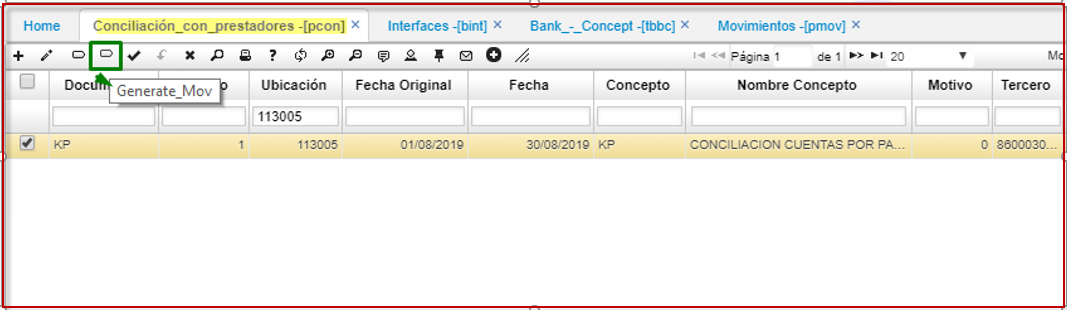 Home Conciliación_con_prestadores -[pcon] × Interfaces -[bint] × Bank_-_Concept -[tbbc] × Movimientos -[pmov] ×
Página 1 de 1 20 Mo
Docum o Ubicación Fecha Original Fecha Concepto Nombre Concepto Motivo Tercero
Generate_Mov
113005
KP 1 113005 01/08/2019 30/08/2019 KP CONCILIACION CUENTAS POR PA... 0 8600030...